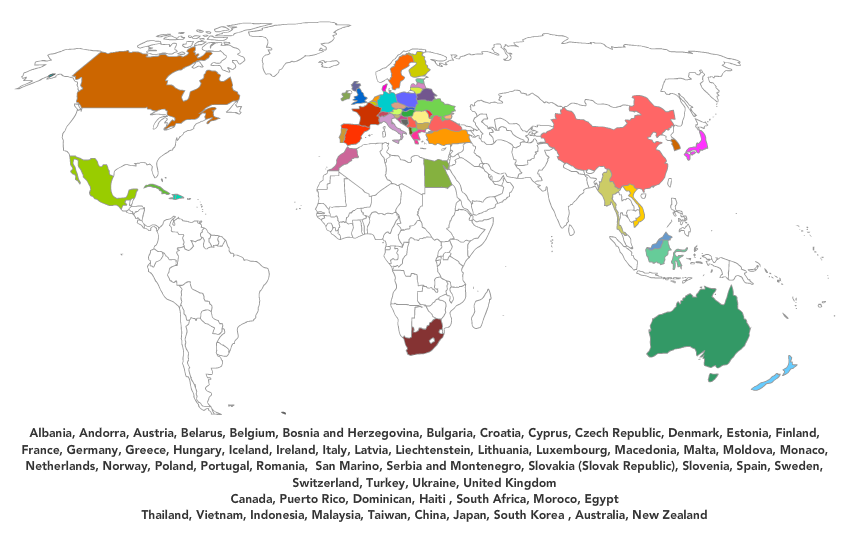 Albania, Andorra, Austria, Belarus, Belgium, Bosnia and Herzegovina, Bulgaria, Croatia, Cyprus, Czech Republic, Denmark, Estonia, Finland,
France, Germany, Greece, Hungary, Iceland, Ireland, Italy, Latvia, Liechtenstein, Lithuania, Luxembourg, Macedonia, Malta, Moldova, Monaco,
Netherlands, Norway, Poland, Portugal, Romania, San Marino, Serbia and Montenegro, Slovakia (Slovak Republic), Slovenia, Spain, Sweden,
Switzerland, Turkey, Ukraine, United Kingdom
Canada, Puerto Rico, Dominican, Haiti , South Africa, Moroco, Egypt
Thailand, Vietnam, Indonesia, Malaysia, Taiwan, China, Japan, South Korea , Australia, New Zealand